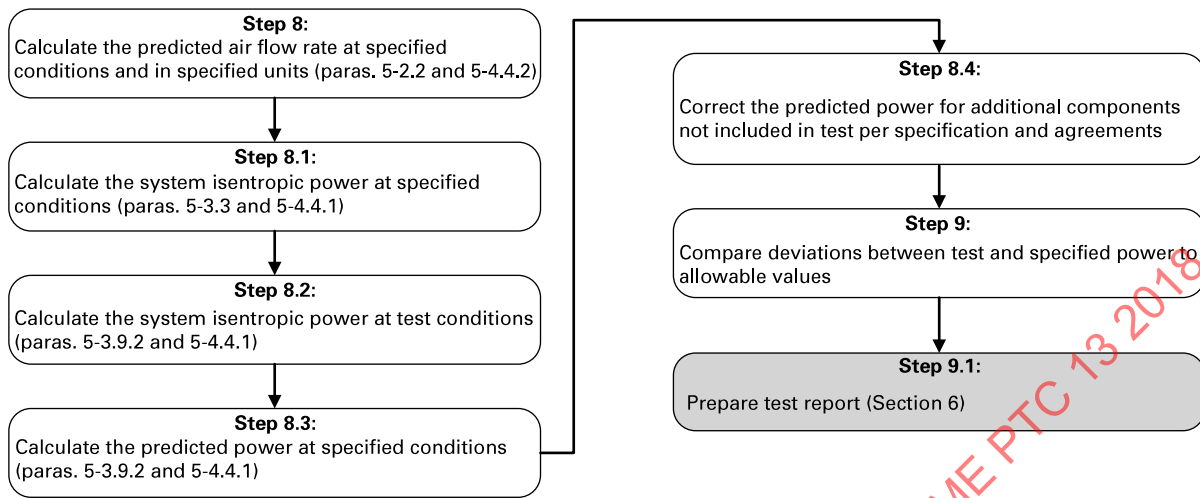 Step 8:
Calculate the predicted air flow rate at specified
conditions and in specified units (paras. 5-2.2 and 5-4.4.2)
Step 8.1:
Calculate the system isentropic power at specified
conditions (paras. 5-3.3 and 5-4.4.1)
Step 8.2:
Calculate the system isentropic power at test conditions
(paras. 5-3.9.2 and 5-4.4.1)
Step 8.3:
Calculate the predicted power at specified conditions
(paras. 5-3.9.2 and 5-4.4.1)
Step 8.4:
Correct the predicted power for additional components
not included in test per specification and agreements
Step 9:
Compare deviations between test and specified power to
allowable values
Step 9.1:
Prepare test report (Section 6)
ME PTC 13 2018